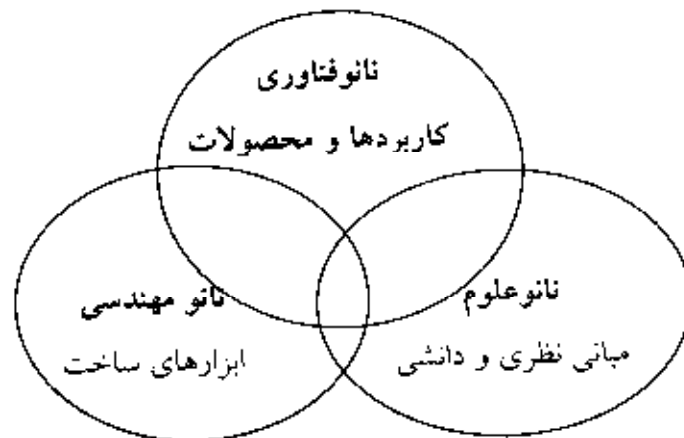 نانوفناوری
کاربردها و محصولات
نانوعلوم
مبانی نظری و دانشی
نانو مهندسی
ابزارهای ساخت